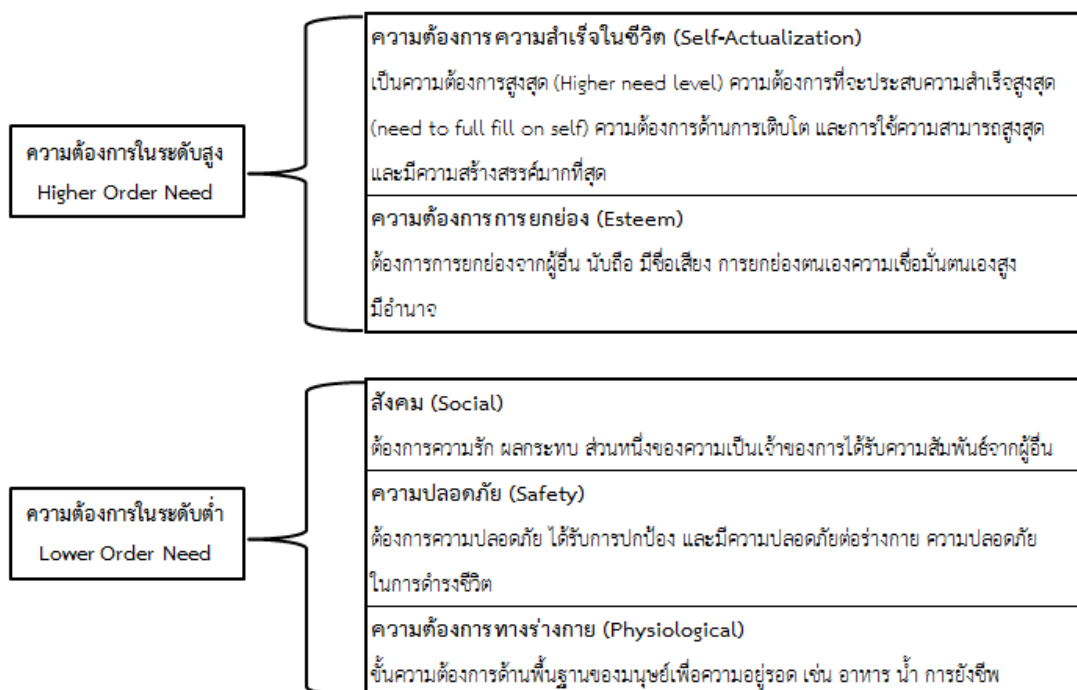 ความต้องการความสำเร็จในชีวิต (Self-Actualization)
เป็นความต้องการสูงสุด (Higher need level) ความต้องการที่จะประสบความสำเร็จสูงสุด
(need to full fill on self) ความต้องการด้านการเติบโต และการใช้ความสามารถสูงสุด
และมีความสร้างสรรค์มากที่สุด
ความต้องการในระดับสูง
Higher Order Need
ความต้องการการยกย่อง (Esteem)
ต้องการการยกย่องจากผู้อื่น นับถือ มีชื่อเสียง การยกย่องตนเองความเชื่อมั่นตนเองสูง
มีอำนาจ
สังคม (Social)
ต้องการความรัก ผลกระทบ ส่วนหนึ่งของความเป็นเจ้าของการได้รับความสัมพันธ์จากผู้อื่น
ความต้องการในระดับต่ำ
Lower Order Need
ความปลอดภัย (Safety)
ต้องการความปลอดภัย ได้รับการปกป้อง และมีความปลอดภัยต่อร่างกาย ความปลอดภัย
ในการดำรงชีวิต
ความต้องการทางร่างกาย (Physiological)
ขั้นความต้องการด้านพื้นฐานของมนุษย์เพื่อความอยู่รอด เช่น อาหาร น้ำ การยังชีพ